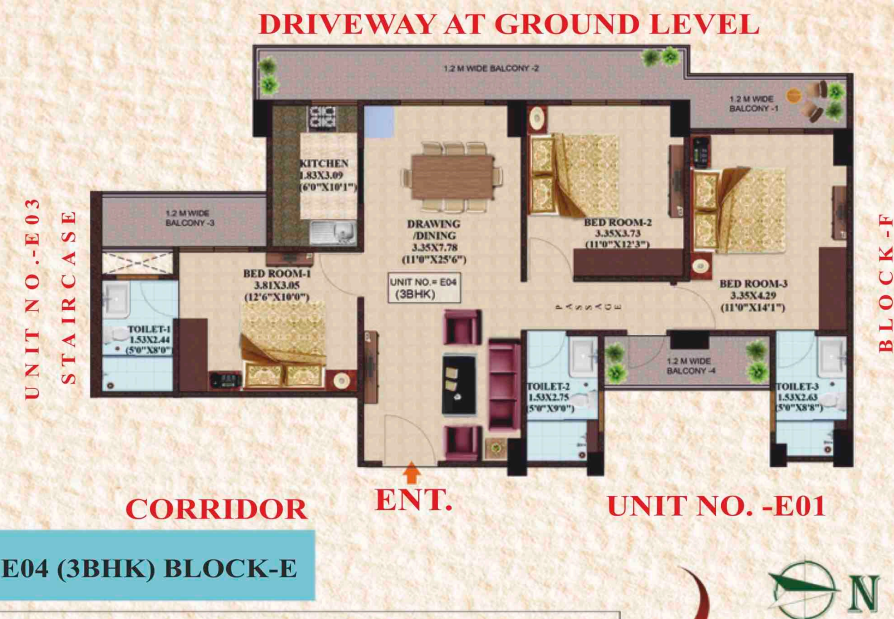 DRIVEWAY AT GROUND LEVEL
1.2 M WIDE BALCONY -2
1.2 M WIDE
BALCONY -1
KITCHEN
1.83X3.09
(6'0"X10'1")
1.2 M WIDE
BALCONY -3
DRAWING
/DINING
3.35X7.78
(11'0"X25'6")
BED ROOM-2
3.35X3.73
(11'0"X12'3")
BED ROOM-1
3.81X3.05
(12'6"X10'0")
UNIT NO.= E04
(3BHK)
BED ROOM-3
3.35X4.29
(11'0"X14'1")
PASSAGE
TOILET-1
1.53X2.44
(5'0"X8'0")
1.2 M WIDE
BALCONY -4
TOILET-2
1.53X2.75
(5'0"X9'0")
TOILET-3
1.53X2.63
(5'0"X8'8")
UNIT NO.-E03
STAIRCASE
BLOCK-F
CORRIDOR
ENT.
UNIT NO. -E01
E04 (3BHK) BLOCK-E
N